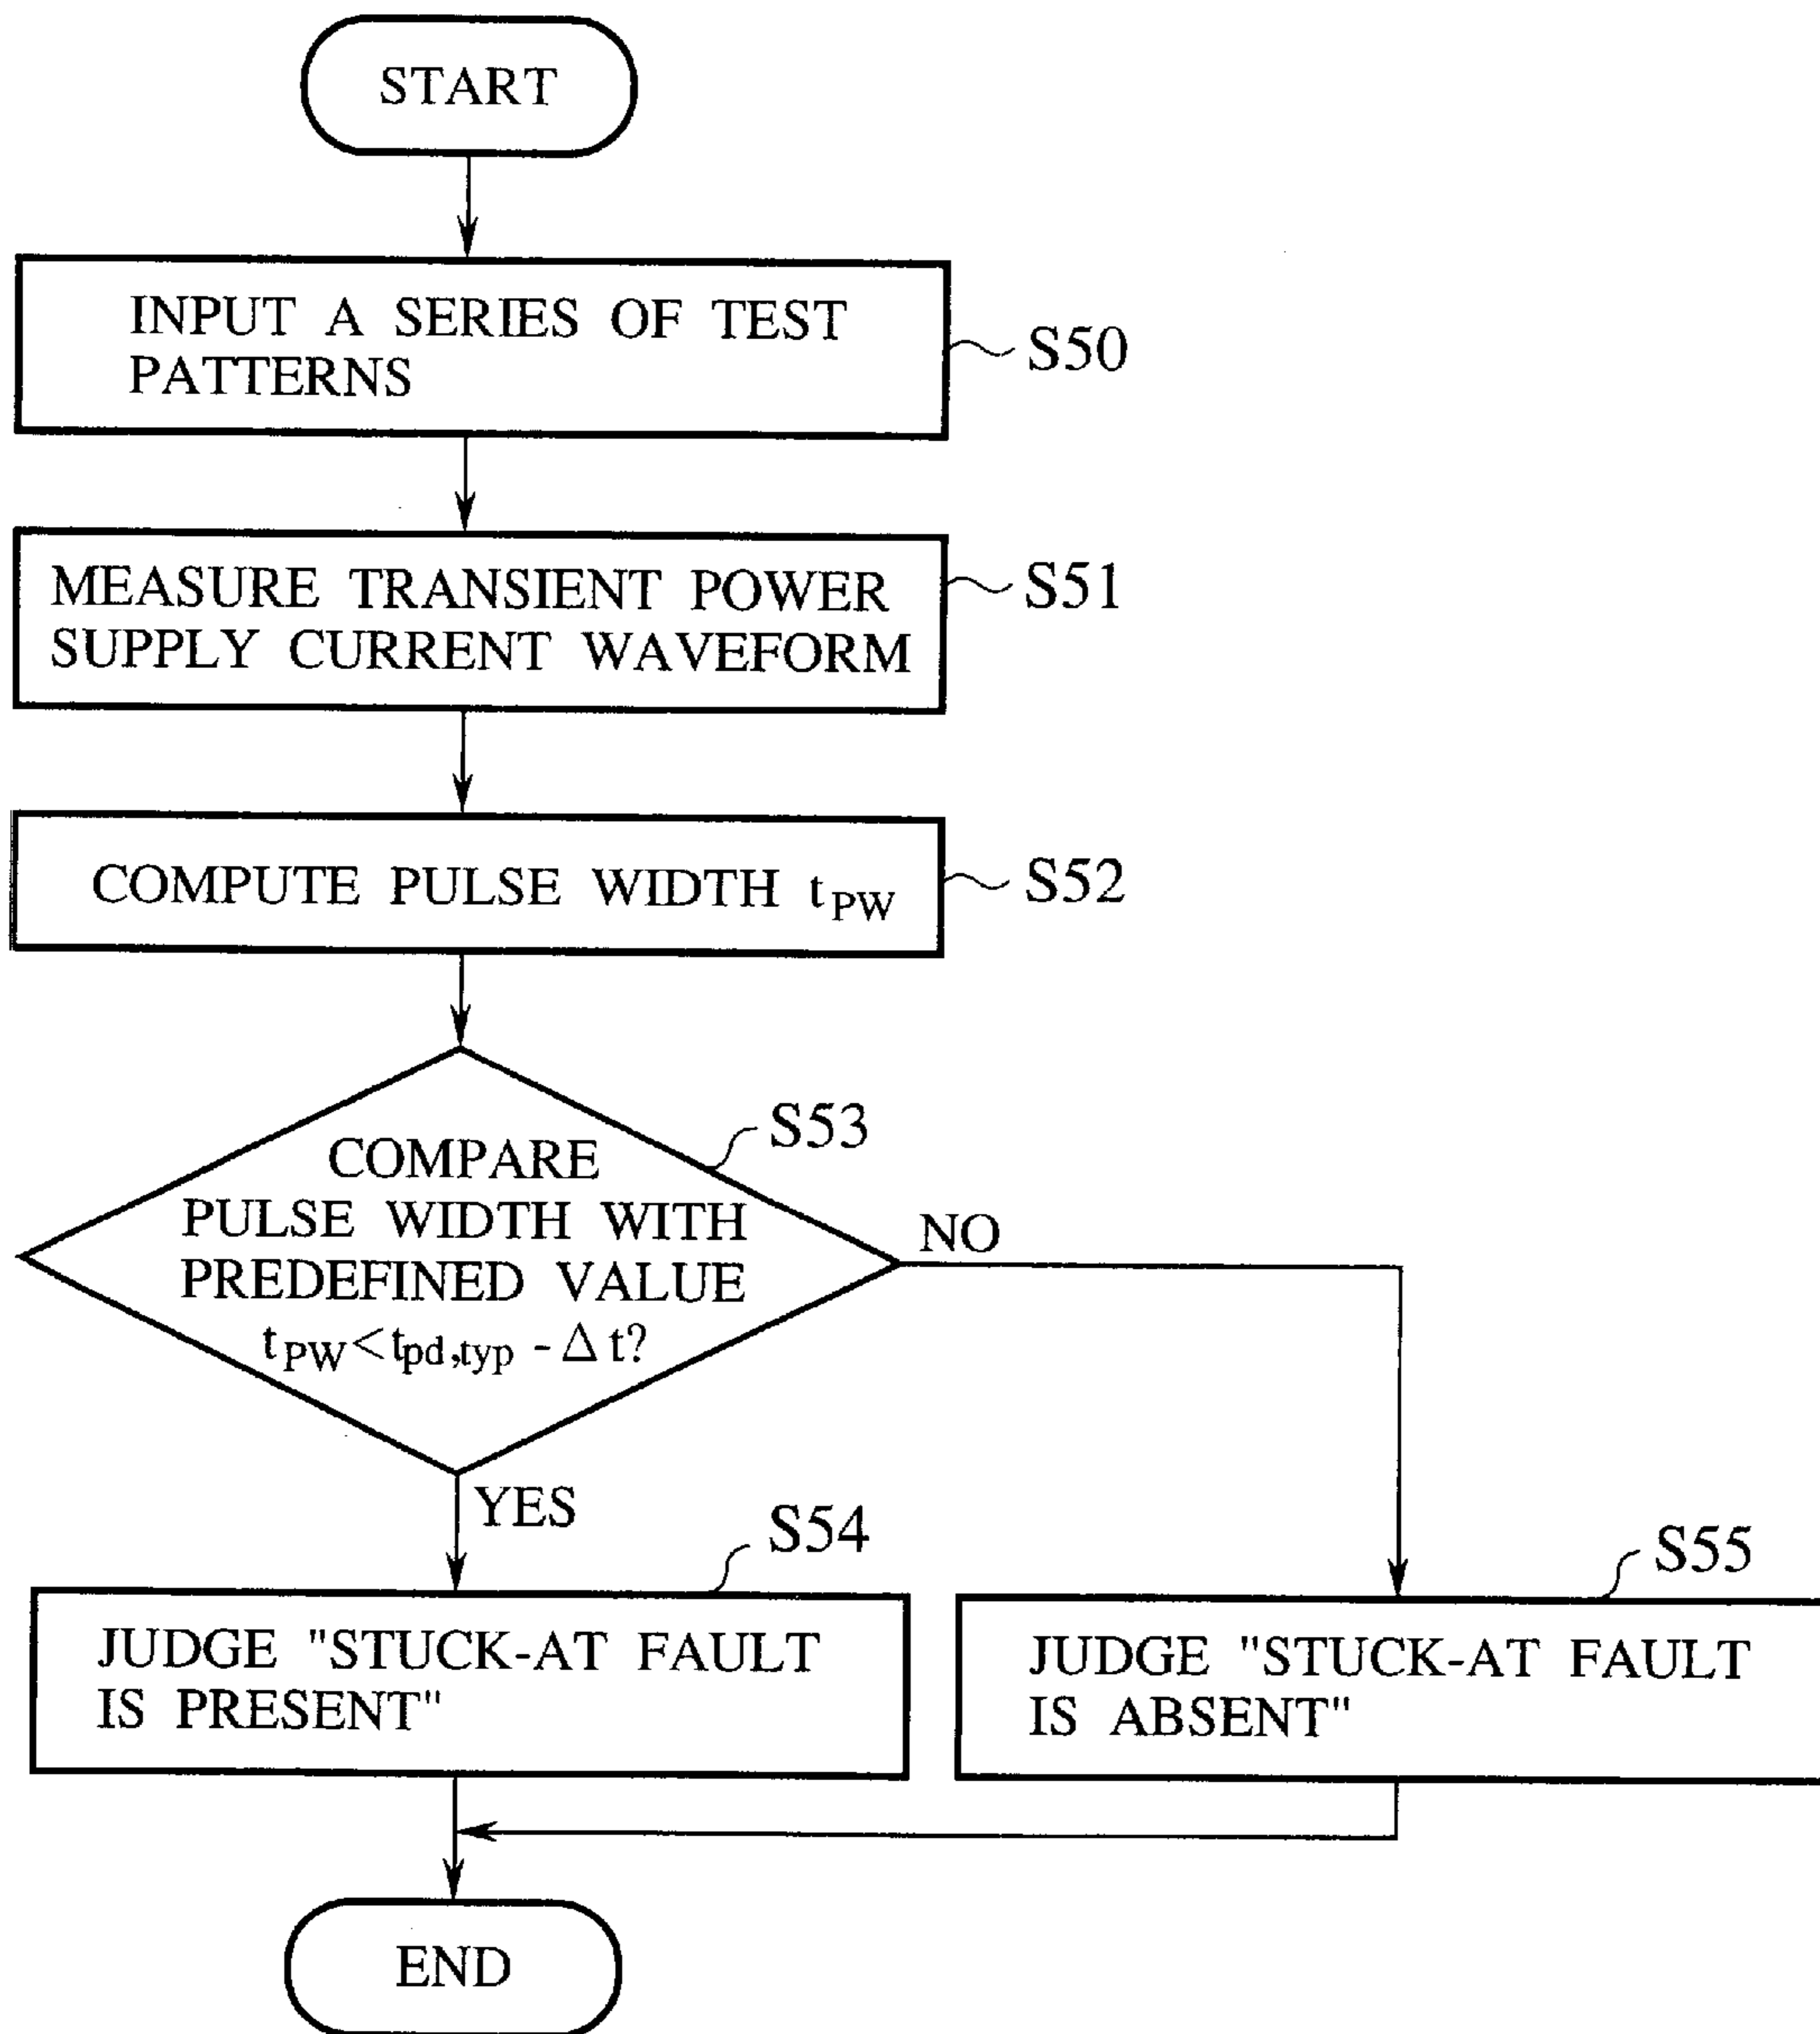 START
INPUT A SERIES OF TEST
PATTERNS
S50
MEASURE TRANSIENT POWER
SUPPLY CURRENT WAVEFORM
S51
COMPUTE PULSE WIDTH tPW
S52
COMPARE
PULSE WIDTH WITH
PREDEFINED VALUE
tPW<tpd,typ - Δt?
S53
NO
YES
S54
JUDGE "STUCK-AT FAULT
IS PRESENT"
S55
JUDGE "STUCK-AT FAULT
IS ABSENT"
END